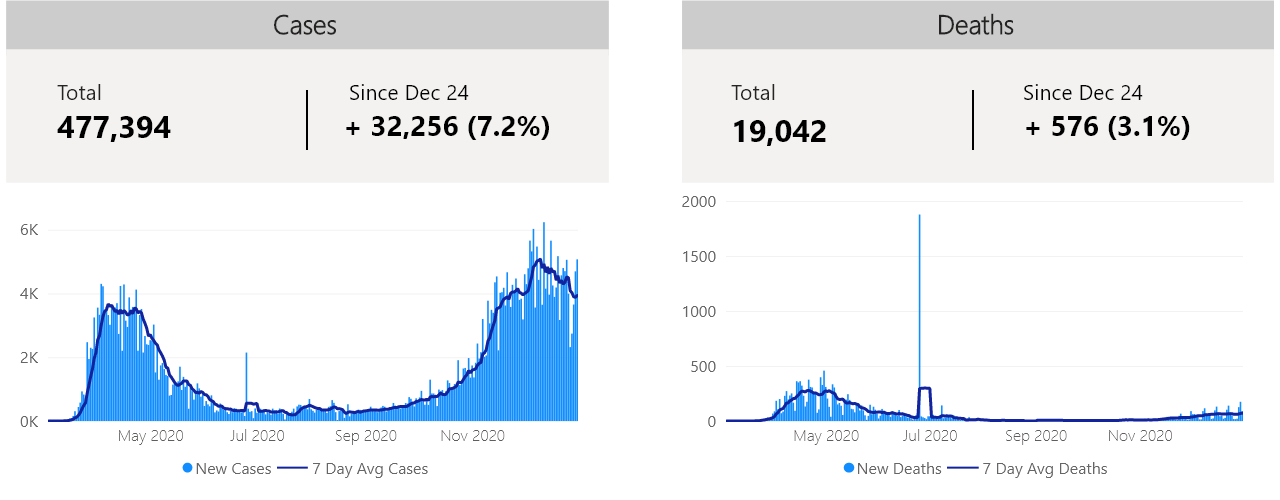 Cases
Total
Since Dec 24
477,394
+ 32,256 (7.2%)
6K
4K
2K
0K
May 2020
Jul 2020
Sep 2020
Nov 2020
New Cases
7 Day Avg Cases
Deaths
Total
Since Dec 24
19,042
+ 576 (3.1%)
2000
1500
1000
500
0
May 2020
Jul 2020
Sep 2020
Nov 2020
New Deaths
7 Day Avg Deaths